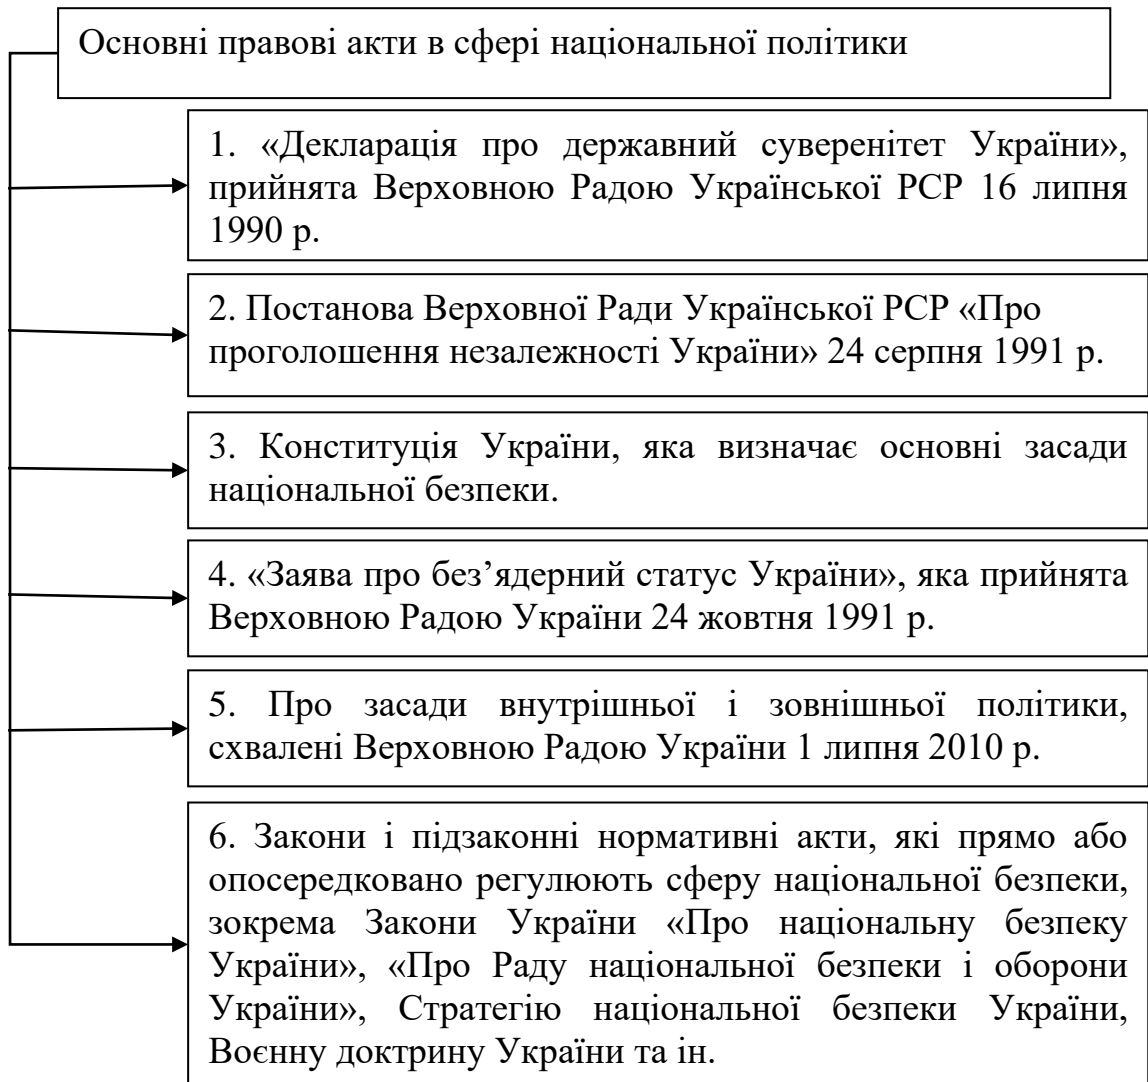 Основні правові акти в сфері національної політики
1. «Декларація про державний суверенітет України»,
прийнята Верховною Радою Української РСР 16 липня
1990 р.
2. Постанова Верховної Ради Української РСР «Про
проголошення незалежності України» 24 серпня 1991 р.
3. Конституція України, яка визначає основні засади
національної безпеки.
4. «Заява про без’ядерний статус України», яка прийнята
Верховною Радою України 24 жовтня 1991 р.
5. Про засади внутрішньої і зовнішньої політики,
схвалені Верховною Радою України 1 липня 2010 р.
6. Закони і підзаконні нормативні акти, які прямо або
опосередковано регулюють сферу національної безпеки,
зокрема Закони України «Про національну безпеку
України», «Про Раду національної безпеки і оборони
України», Стратегію національної безпеки України,
Воєнну доктрину України та ін.